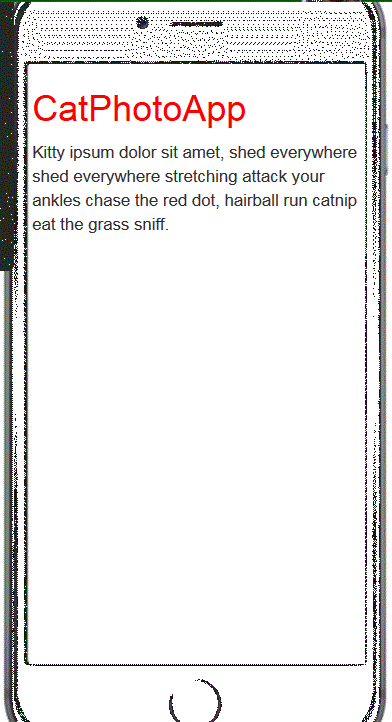 CatPhotoApp
Kitty ipsum dolor sit amet, shed everywhere
shed everywhere stretching attack your
ankles chase the red dot, hairball run catnip
eat the grass sniff.